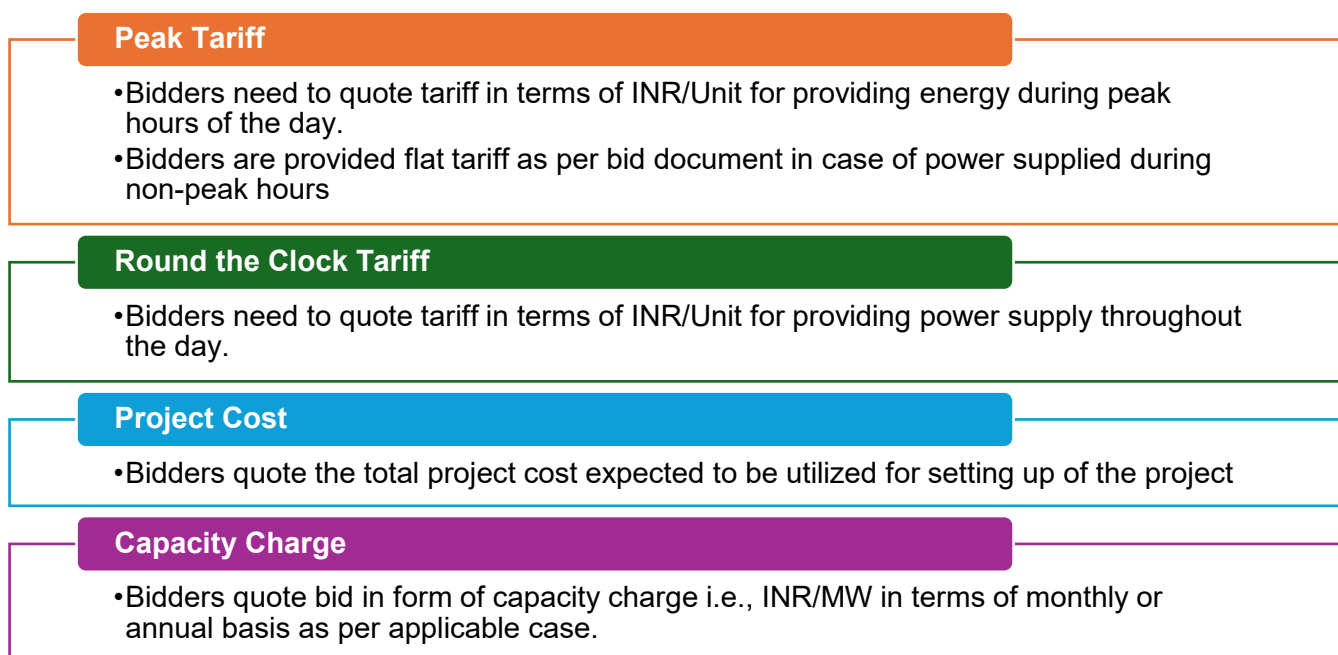 Peak Tariff
•Bidders need to quote tariff in terms of INR/Unit for providing energy during peak
hours of the day.
•Bidders are provided flat tariff as per bid document in case of power supplied during
non-peak hours
Round the Clock Tariff
•Bidders need to quote tariff in terms of INR/Unit for providing power supply throughout
the day.
Project Cost
•Bidders quote the total project cost expected to be utilized for setting up of the project
Capacity Charge
•Bidders quote bid in form of capacity charge i.e., INR/MW in terms of monthly or
annual basis as per applicable case.